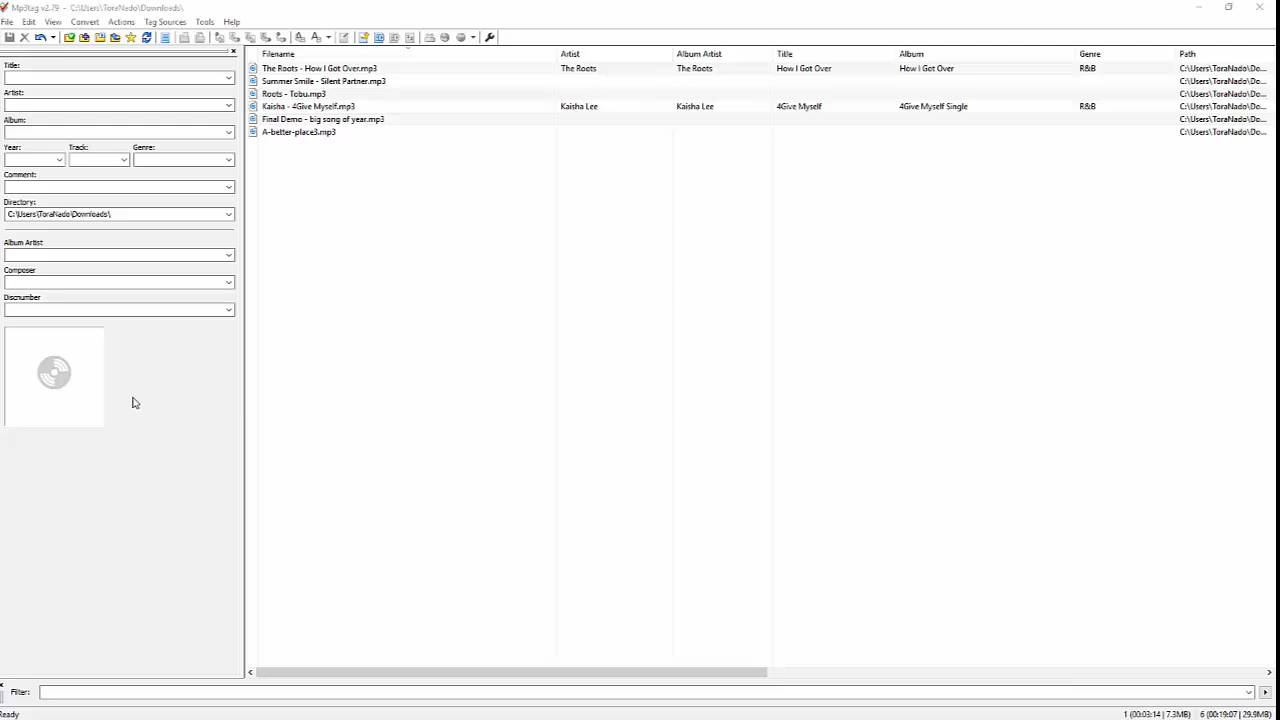 Mp3tag v2.79 - C:\Users\ToraNado\Downloads\
File Edit View Convert Actions Tag Sources Tools Help
Title:
Artist:
Album:
Year: Track: Genre:
Comment:
Directory:
C:\Users\ToraNado\Downloads\
Album Artist
Composer
Discnumber
Filename Artist Album Artist Title Album Genre Path
The Roots - How I Got Over.mp3 The Roots The Roots How I Got Over How I Got Over R&B C:\Users\ToraNado\Do...
Summer Smile - Silent Partner.mp3 C:\Users\ToraNado\Do...
Roots - Tobu.mp3 C:\Users\ToraNado\Do...
Kaisha - 4Give Myself.mp3 Kaisha Lee Kaisha Lee 4Give Myself 4Give Myself Single R&B C:\Users\ToraNado\Do...
Final Demo - big song of year.mp3 C:\Users\ToraNado\Do...
A-better-place3.mp3 C:\Users\ToraNado\Do...
Filter:
Ready 1 (00:03:14 | 7.3MB) 6 (00:19:07 | 29.9MB)